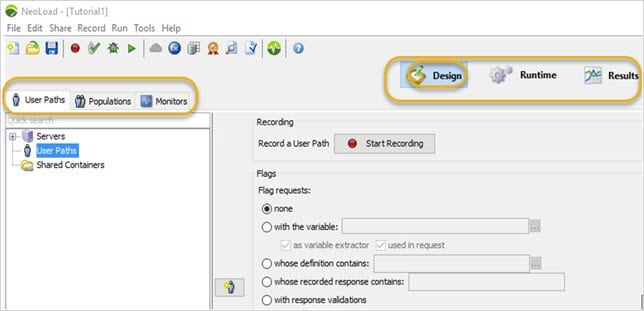 NeoLoad - [Tutorial1]
File Edit Share Record Run Tools Help
Design Runtime Results
User Paths Populations Monitors
Quick search
Servers
User Paths
Shared Containers
Recording
Record a User Path Start Recording
Flags
Flag requests:
none
with the variable: ...
as variable extractor used in request
whose definition contains: ...
whose recorded response contains:
with response validations